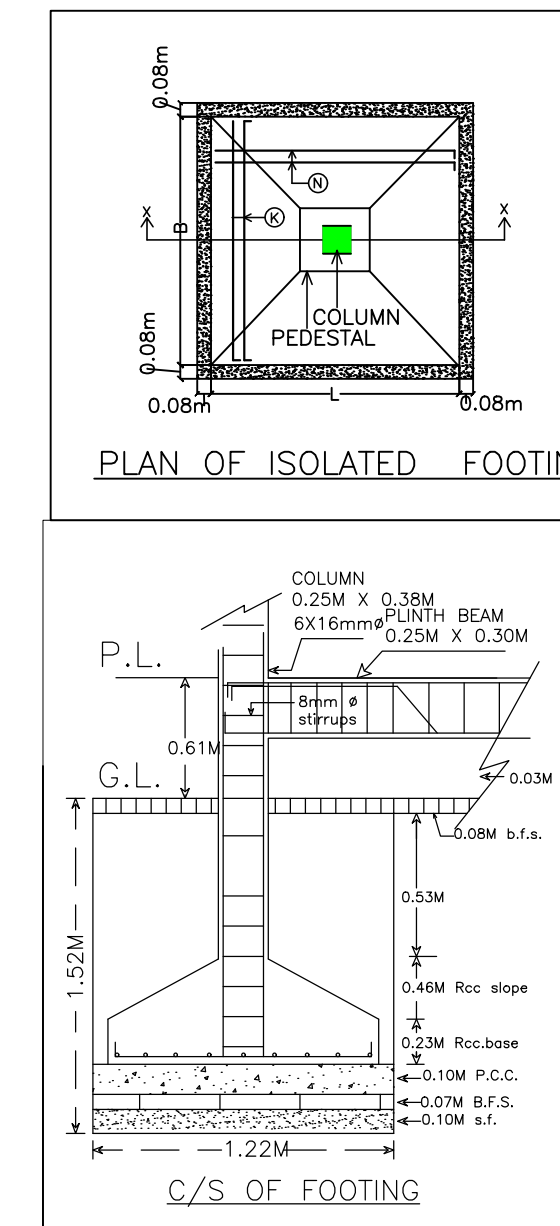 0.08m
N
K
x
x
B
COLUMN
PEDESTAL
0.08m
0.08m
L
0.08m
PLAN OF ISOLATED
COLUMN
0.25M X 0.38M
6X16mmø
PLINTH BEAM
0.25M X 0.30M
P.L.
8mm ø
stirrups
0.61M
G.L.
0.03M
0.08M b.f.s.
0.53M
1.52M
0.46M Rcc slope
0.23M Rcc.base
0.10M P.C.C.
0.07M B.F.S.
0.10M s.f.
1.22M
C/S OF FOOTING